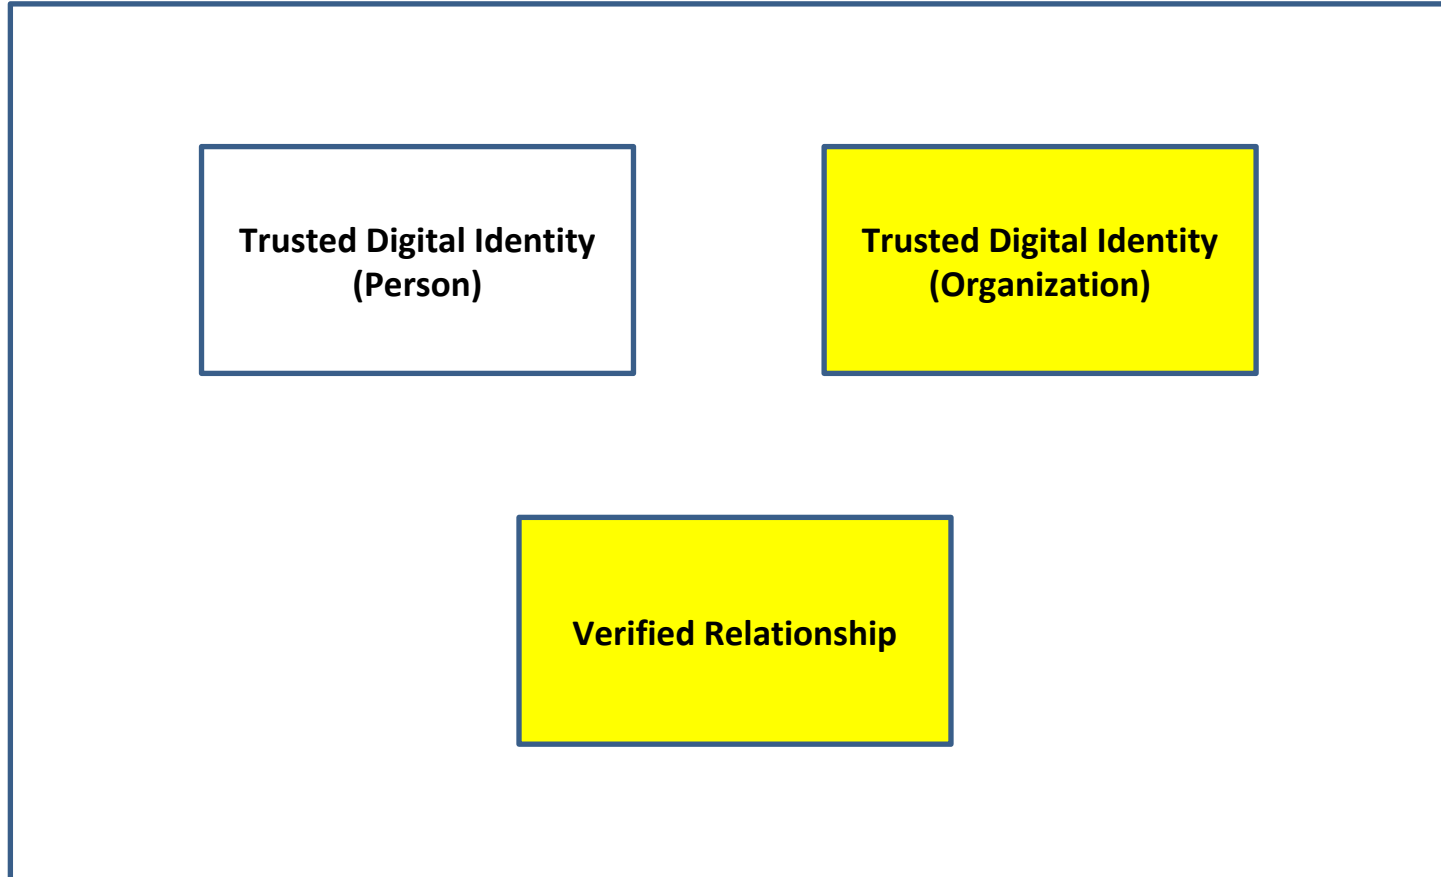 Trusted Digital Identity
(Person)
Trusted Digital Identity
(Organization)
Verified Relationship